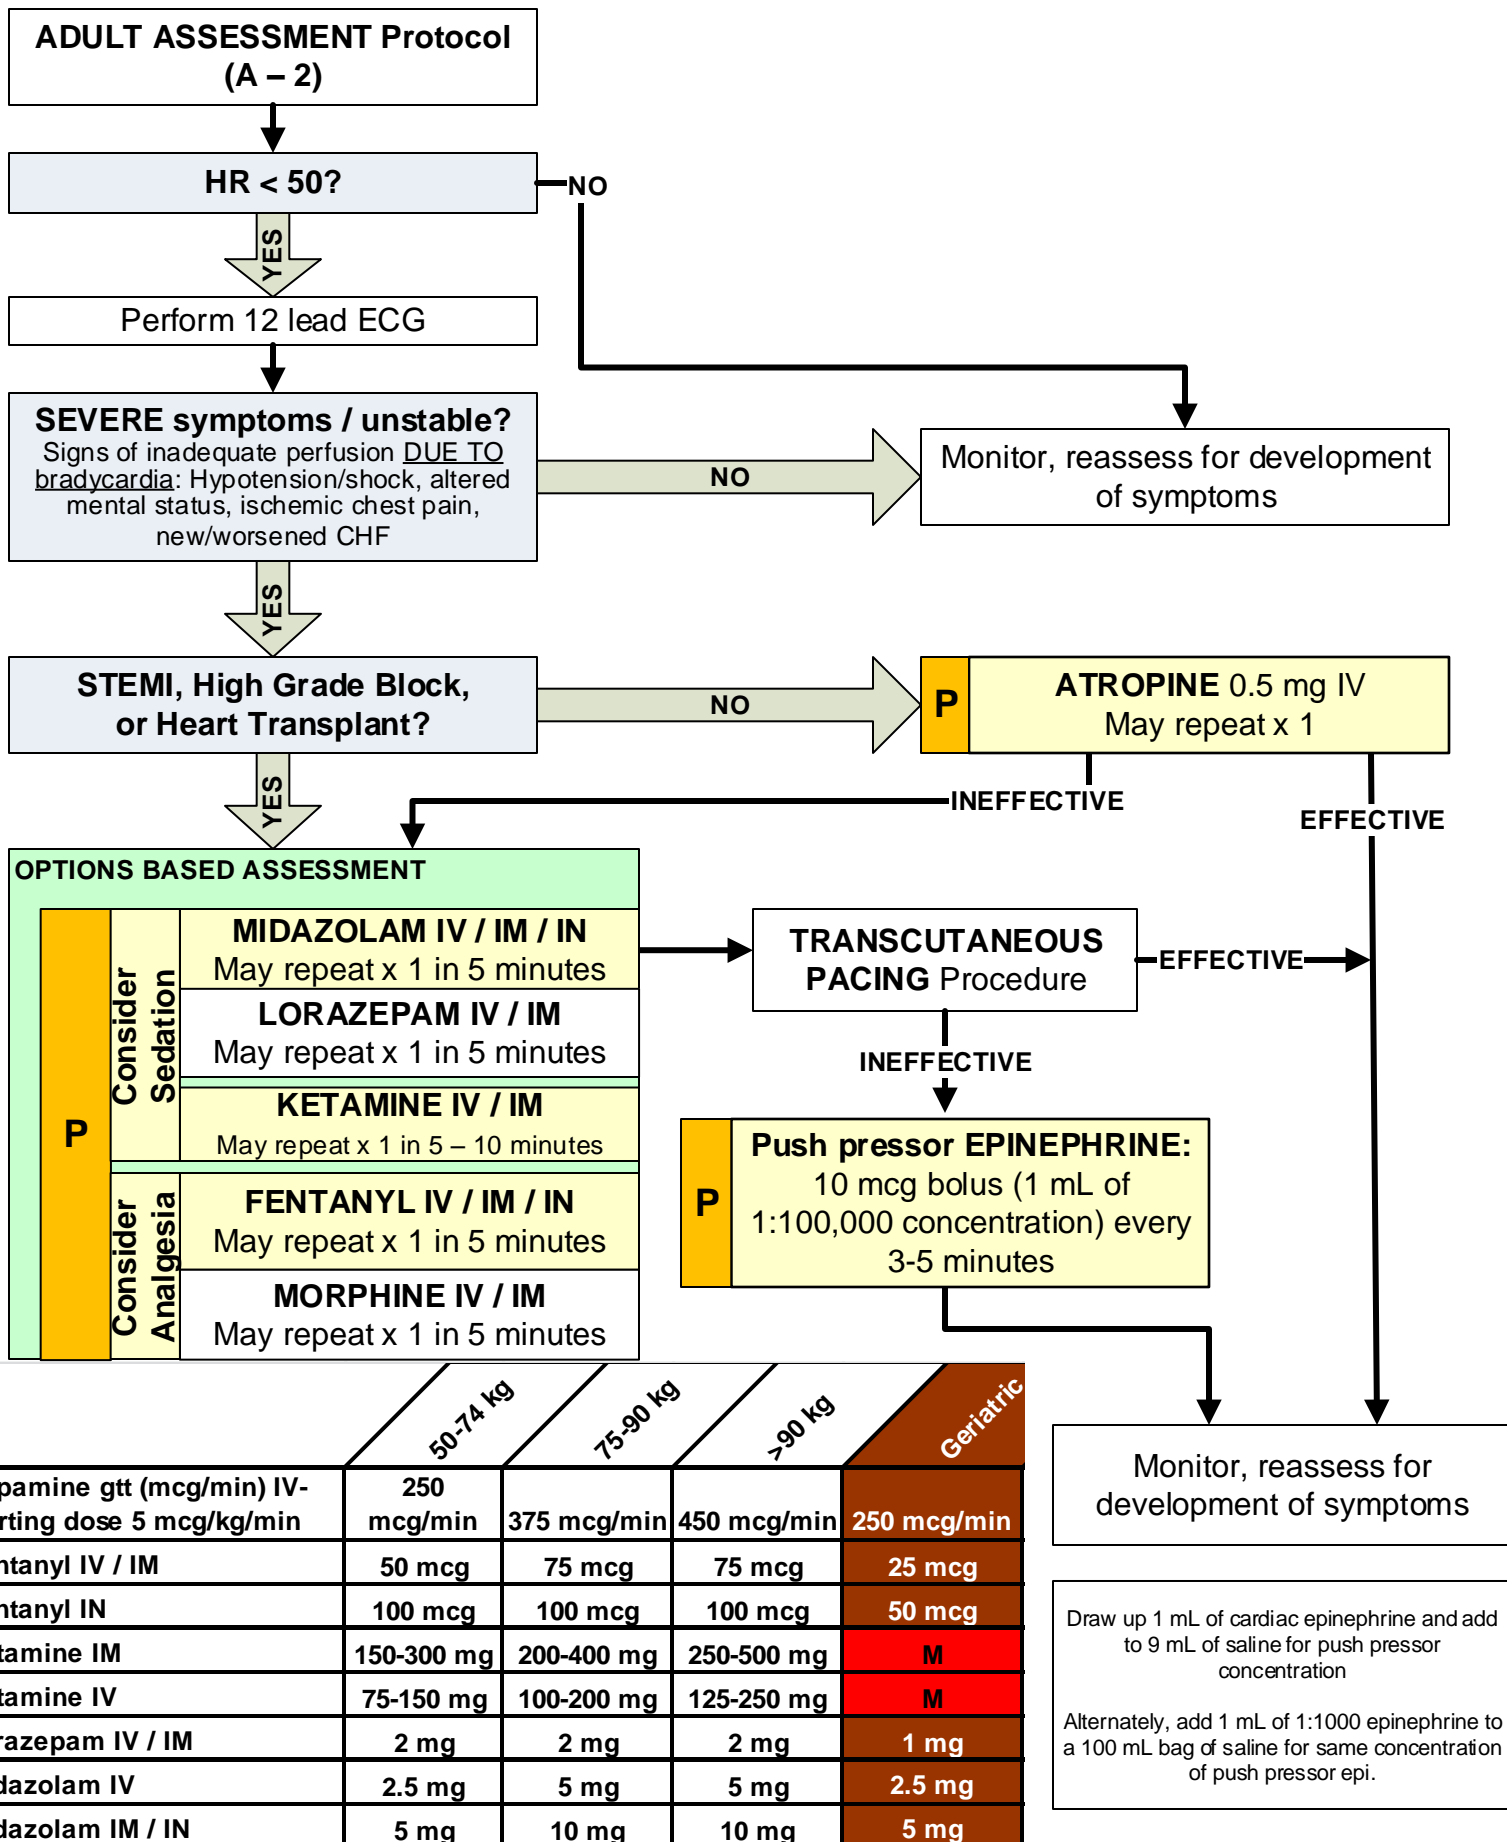 ADULT ASSESSMENT Protocol
(A – 2)
HR < 50?
NO
YES
Perform 12 lead ECG
SEVERE symptoms / unstable?
Signs of inadequate perfusion DUE TO
bradycardia: Hypotension/shock, altered
mental status, ischemic chest pain,
new/worsened CHF
NO
Monitor, reassess for development
of symptoms
YES
STEMI, High Grade Block,
or Heart Transplant?
NO
P
ATROPINE 0.5 mg IV
May repeat x 1
YES
INEFFECTIVE
EFFECTIVE
OPTIONS BASED ASSESSMENT
P
Consider
Sedation
MIDAZOLAM IV / IM / IN
May repeat x 1 in 5 minutes
LORAZEPAM IV / IM
May repeat x 1 in 5 minutes
KETAMINE IV / IM
May repeat x 1 in 5 – 10 minutes
Consider
Analgesia
FENTANYL IV / IM / IN
May repeat x 1 in 5 minutes
MORPHINE IV / IM
May repeat x 1 in 5 minutes
TRANSCUTANEOUS
PACING Procedure
EFFECTIVE
INEFFECTIVE
P
Push pressor EPINEPHRINE:
10 mcg bolus (1 mL of
1:100,000 concentration) every
3-5 minutes
Monitor, reassess for
development of symptoms
50-74 kg 75-90 kg >90 kg Geriatric
pamine gtt (mcg/min) IV-
rting dose 5 mcg/kg/min
250
mcg/min 375 mcg/min 450 mcg/min 250 mcg/min
ntanyl IV / IM 50 mcg 75 mcg 75 mcg 25 mcg
ntanyl IN 100 mcg 100 mcg 100 mcg 50 mcg
tamine IM 150-300 mg 200-400 mg 250-500 mg M
tamine IV 75-150 mg 100-200 mg 125-250 mg M
razepam IV / IM 2 mg 2 mg 2 mg 1 mg
dazolam IV 2.5 mg 5 mg 5 mg 2.5 mg
dazolam IM / IN 5 mg 10 mg 10 mg 5 mg
Draw up 1 mL of cardiac epinephrine and add
to 9 mL of saline for push pressor
concentration
Alternately, add 1 mL of 1:1000 epinephrine to
a 100 mL bag of saline for same concentration
of push pressor epi.